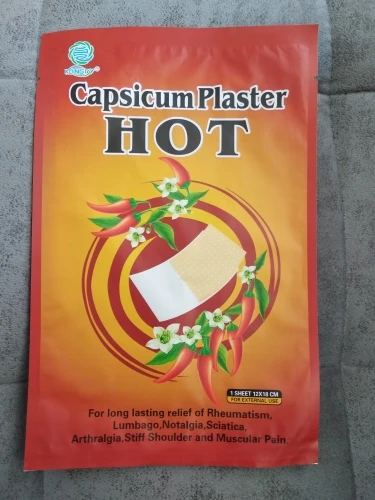 KONGDY®
Capsicum Plaster
HOT
1 SHEET 12X18 CM
FOR EXTERNAL USE
For long lasting relief of Rheumatism,
Lumbago,Notalgia,Sciatica,
Arthralgia,Stiff Shoulder and Muscular Pain